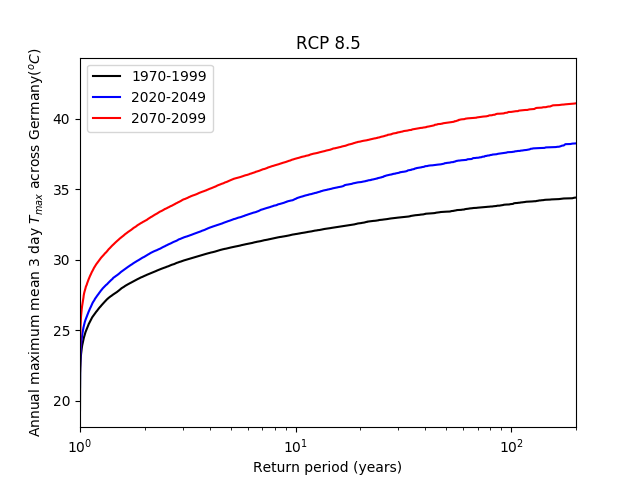 RCP 8.5
1970-1999
2020-2049
2070-2099
Annual maximum mean 3 day $T_{max}$ across Germany($^{o}C$)
40
35
30
25
20
$10^{0}$ $10^{1}$ $10^{2}$
Return period (years)